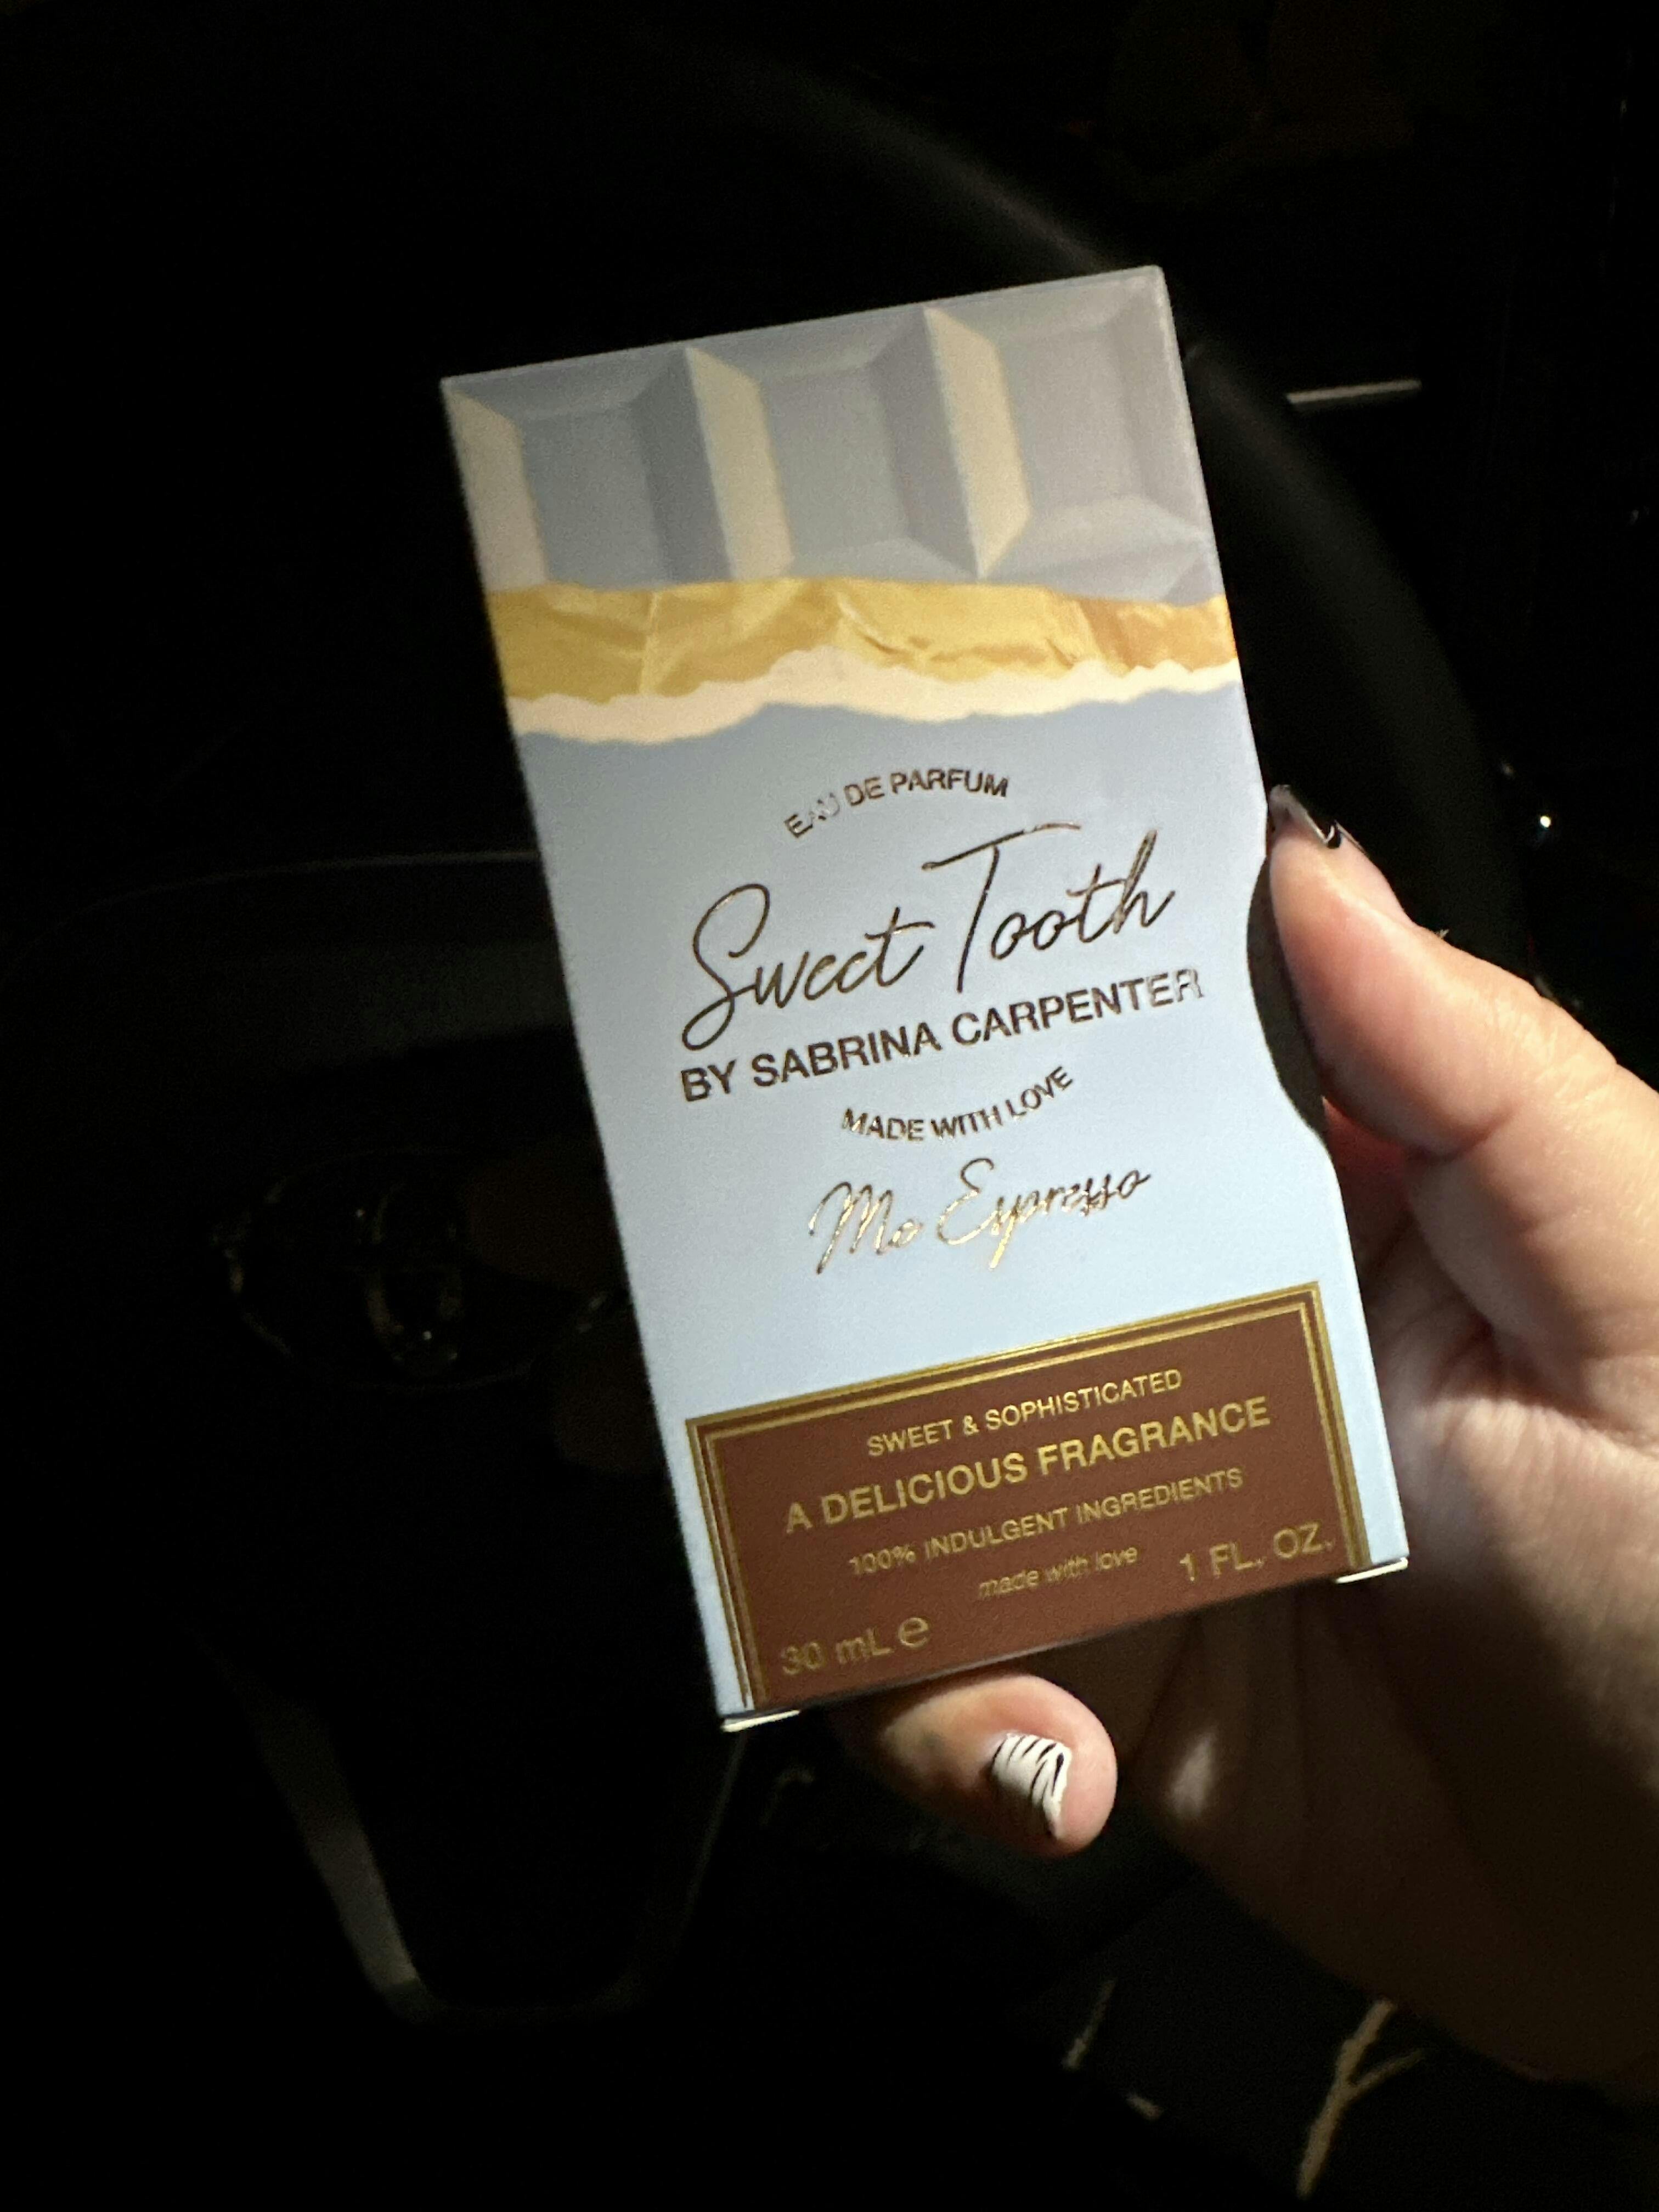 EAU DE PARFUM
Sweet Tooth
BY SABRINA CARPENTER
MADE WITH LOVE
Me Espresso
SWEET & SOPHISTICATED
A DELICIOUS FRAGRANCE
100% INDULGENT INGREDIENTS
made with love
30 mL e 1 FL. OZ.